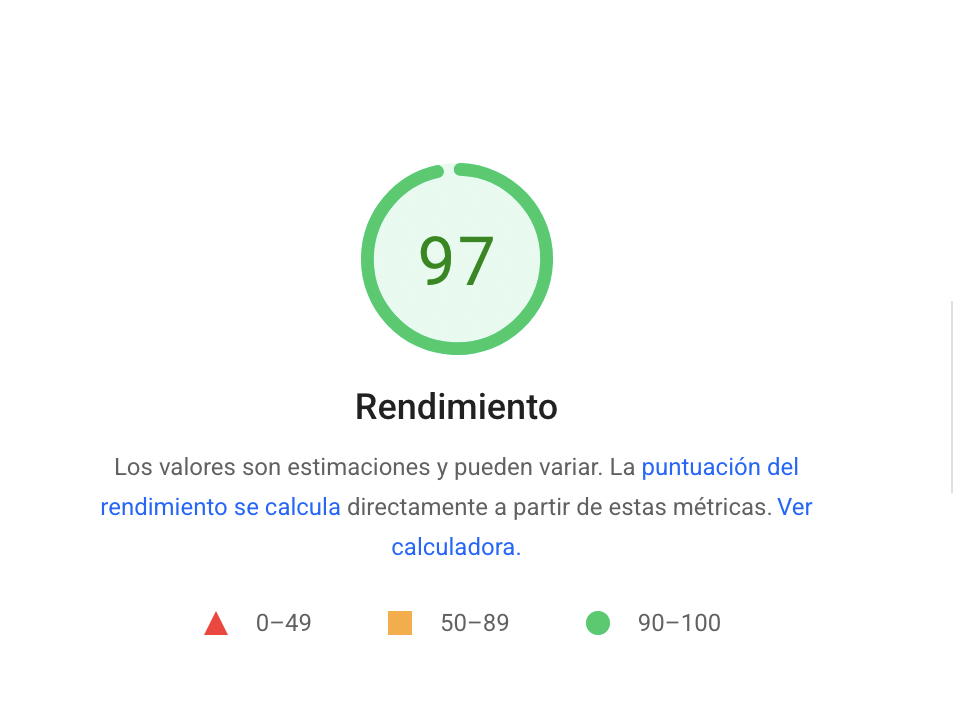 97
Rendimiento
Los valores son estimaciones y pueden variar. La puntuación del
rendimiento se calcula directamente a partir de estas métricas. Ver
calculadora.
0–49 50–89 90–100